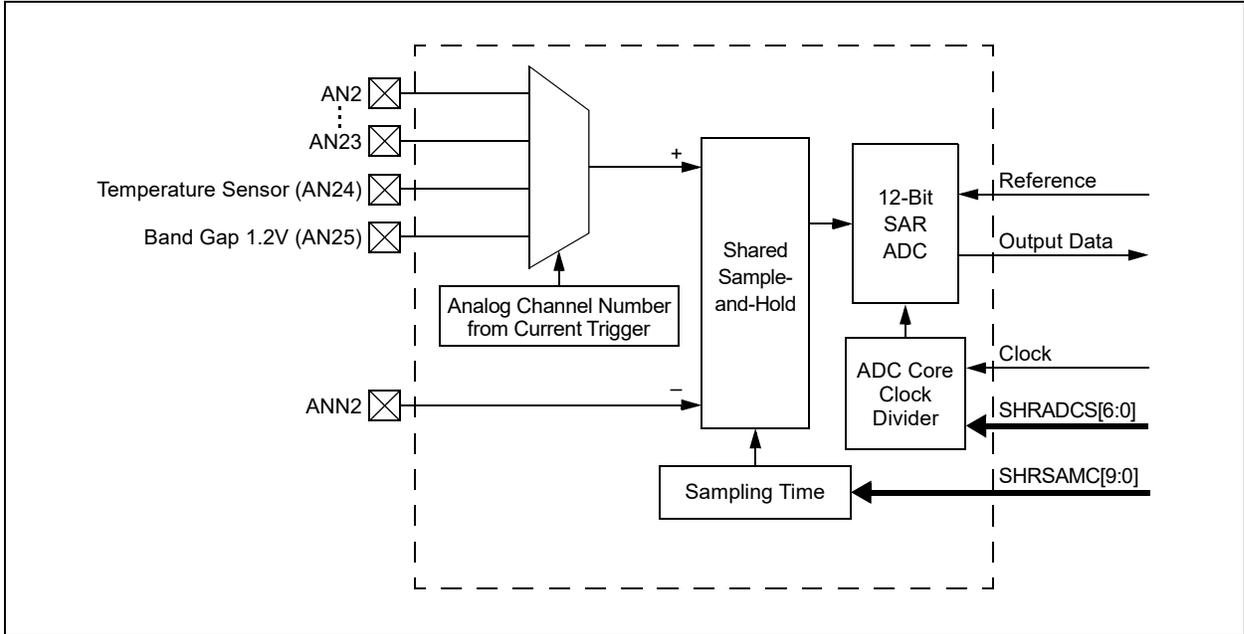 AN2
AN23
Temperature Sensor (AN24)
Band Gap 1.2V (AN25)
Analog Channel Number
from Current Trigger
ANN2
+
–
Shared
Sample-
and-Hold
12-Bit
SAR
ADC
Reference
Output Data
ADC Core
Clock
Divider
Clock
SHRADCS[6:0]
Sampling Time
SHRSAMC[9:0]